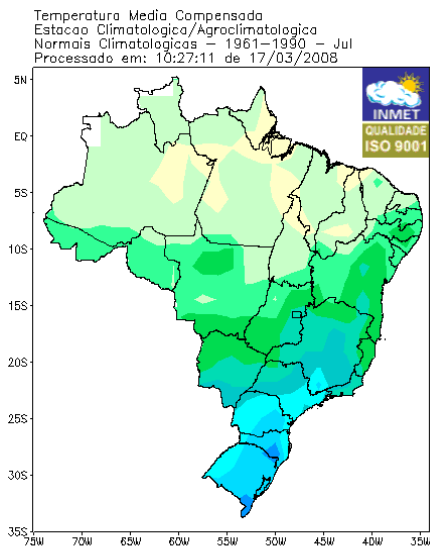 Temperatura Media Compensada
Estacao Climatologica/Agroclimatologica
Normais Climatologicas - 1961-1990 - Jul
Processado em: 10:27:11 de 17/03/2008
INMET
QUALIDADE
ISO 9001
5N
EQ
5S
10S
15S
20S
25S
30S
35S
75W 70W 65W 60W 55W 50W 45W 40W 35W